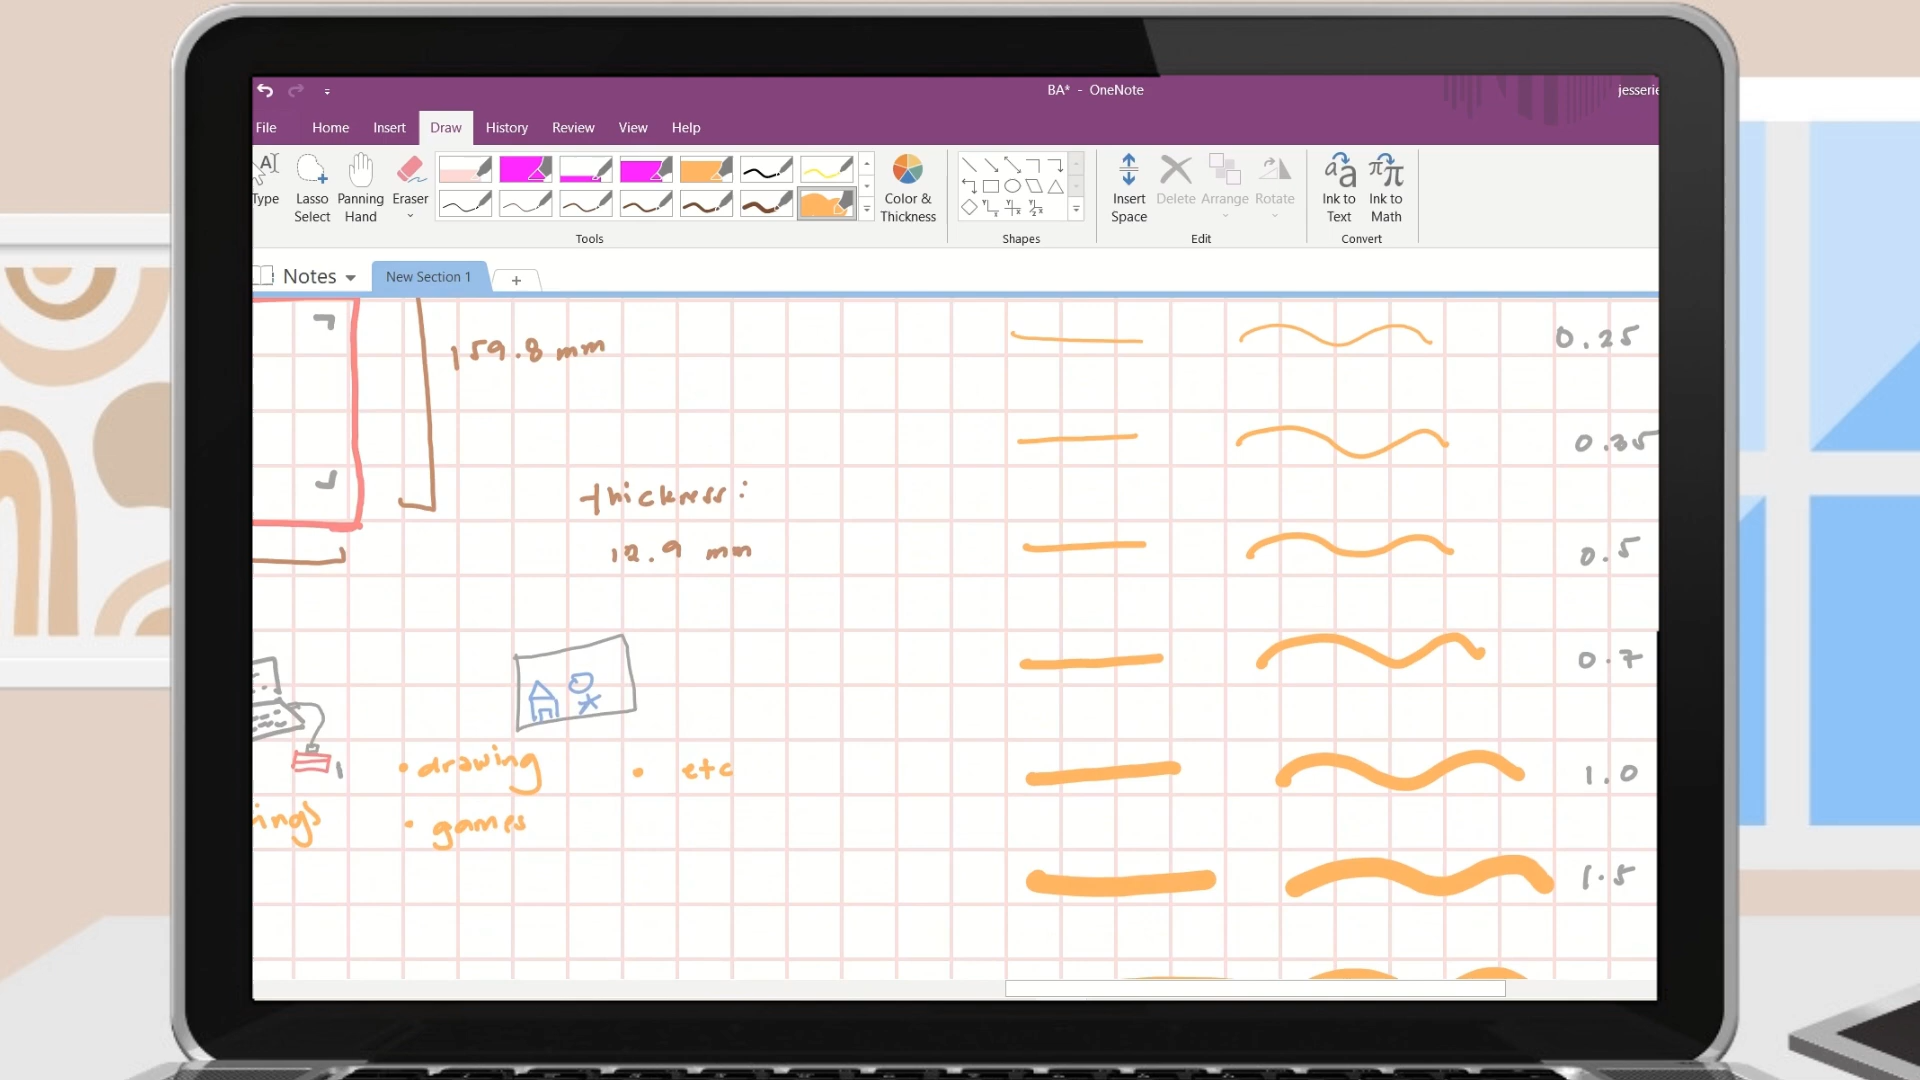 BA* - OneNote
jesserie
File Home Insert Draw History Review View Help
Type
Lasso Select
Panning Hand
Eraser
Color & Thickness
Insert Space
Delete
Arrange
Rotate
Ink to Text
Ink to Math
Tools
Shapes
Edit
Convert
Notes
New Section 1
159.8 mm
thickness:
12.9 mm
0.25
0.35
0.5
0.7
1.0
1.5
• drawing
• etc
ings
• games